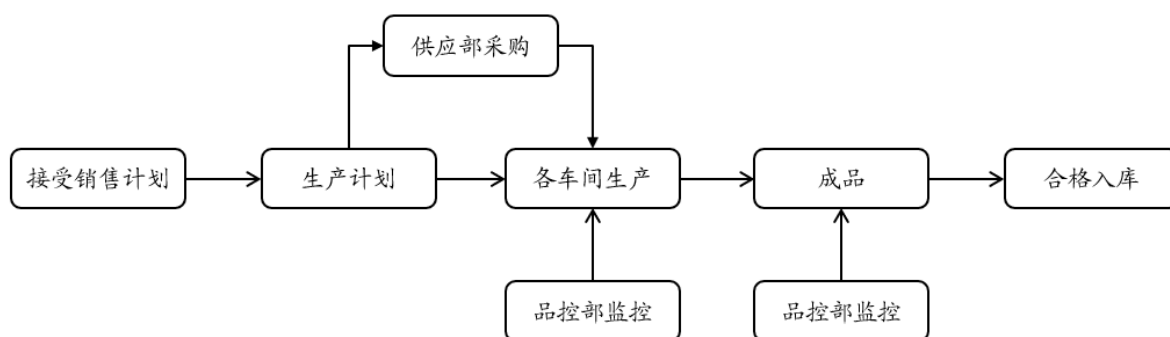 供应部采购
接受销售计划
生产计划
各车间生产
成品
合格入库
品控部监控
品控部监控